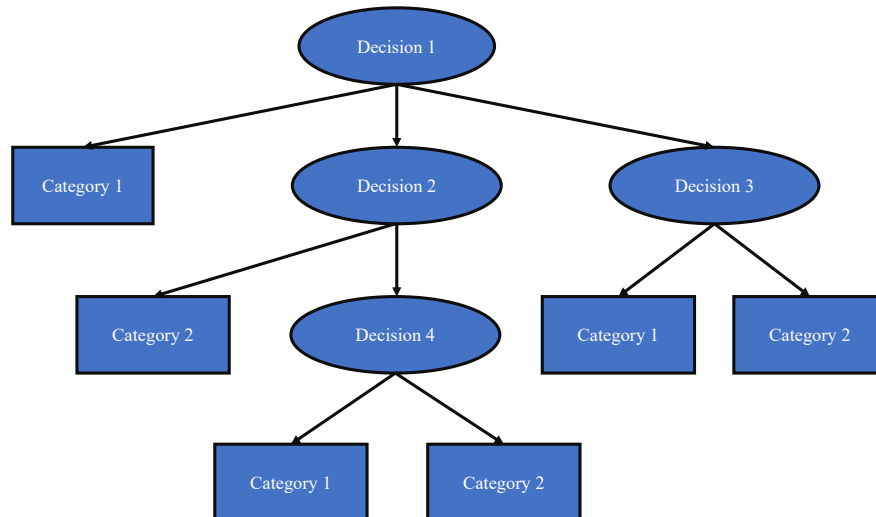 Decision 1
Category 1
Decision 2
Decision 3
Category 2
Decision 4
Category 1
Category 2
Category 1
Category 2